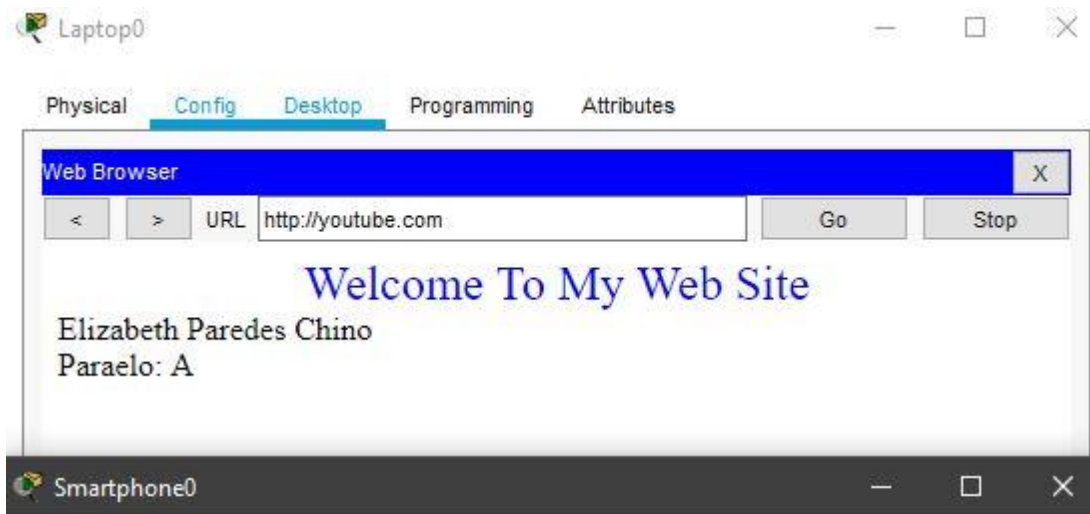 Laptop0
Physical Config Desktop Programming Attributes
Web Browser X
< > URL http://youtube.com Go Stop
Welcome To My Web Site
Elizabeth Paredes Chino
Paraelo: A
Smartphone0